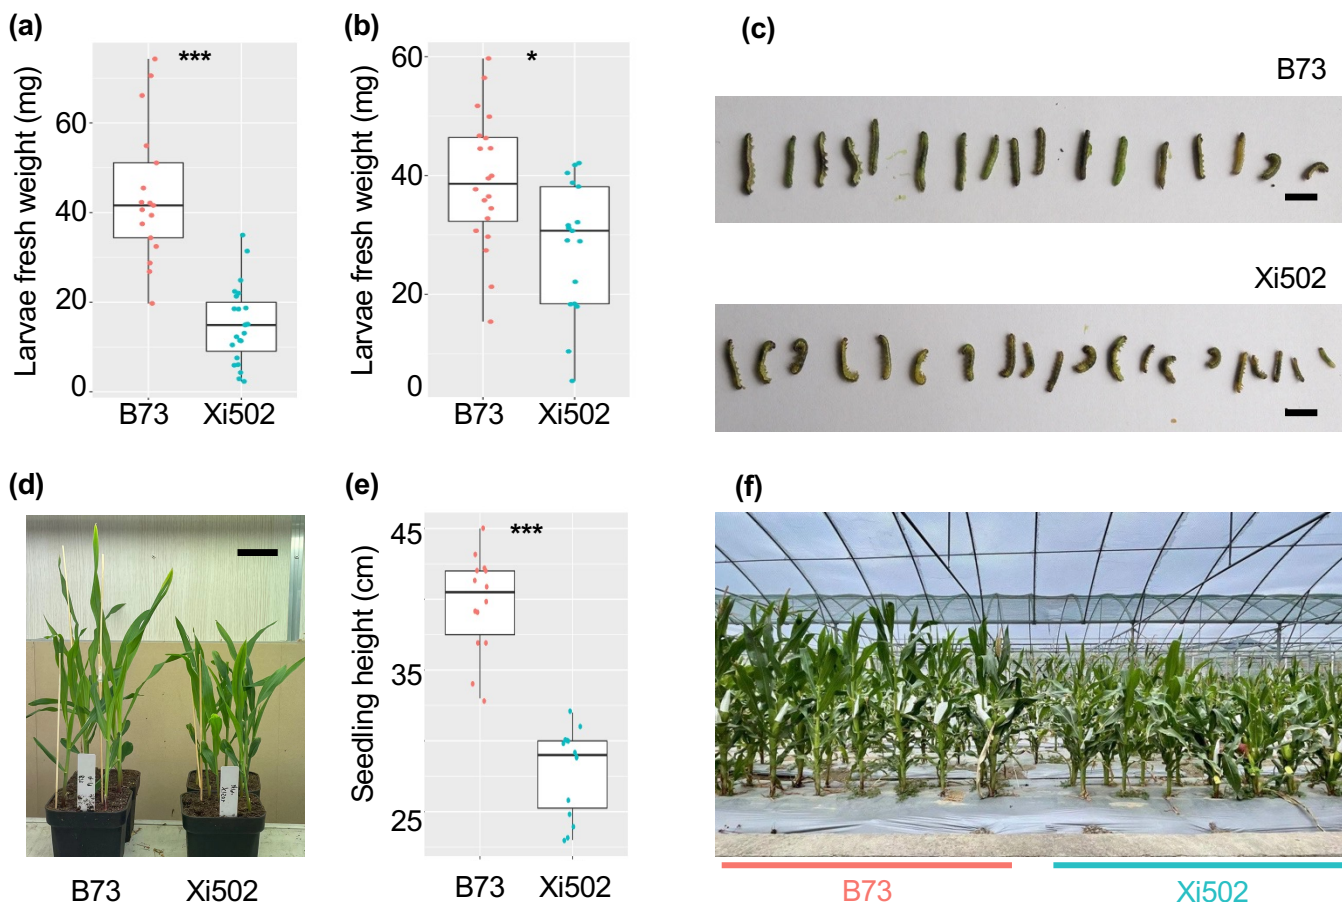 (a)
(b)
(c)
Larvae fresh weight (mg)
***
60
40
20
0
B73 Xi502
Larvae fresh weight (mg)
*
60
40
20
0
B73 Xi502
B73
Xi502
(d)
(e)
(f)
B73 Xi502
Seedling height (cm)
***
45
35
25
B73 Xi502
B73 Xi502